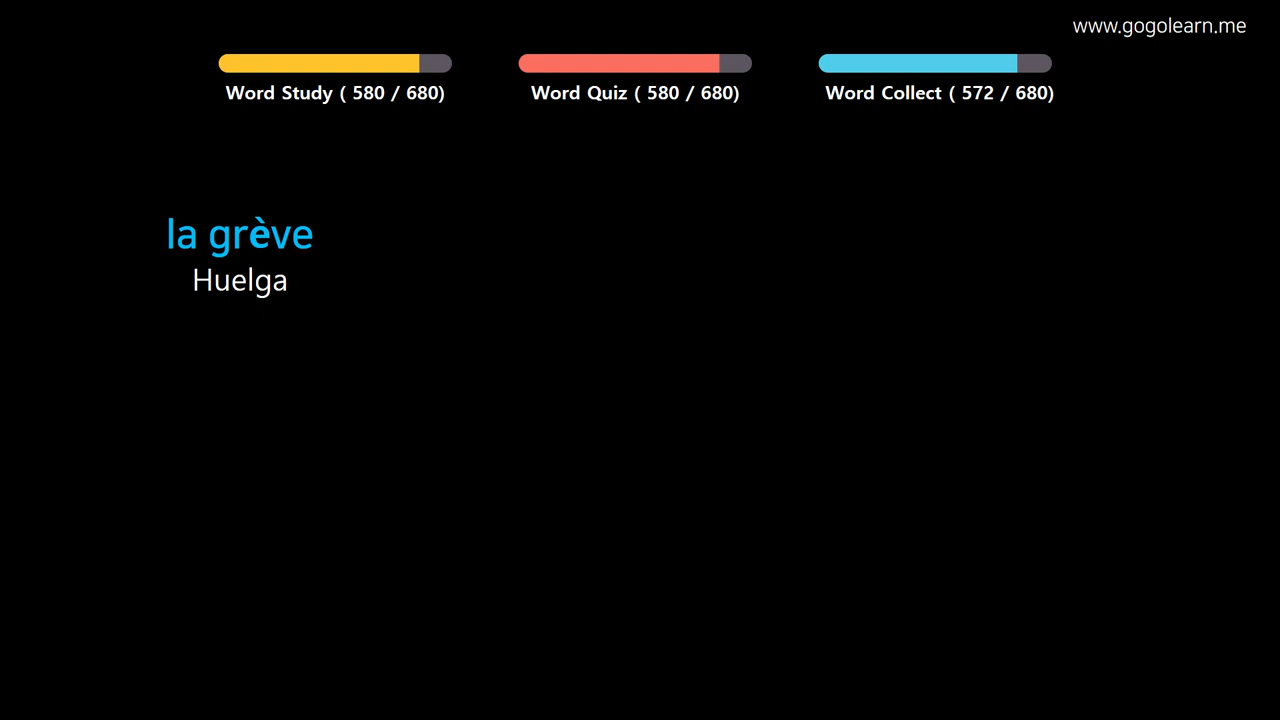 www.gogolearn.me
Word Study ( 580 / 680)
Word Quiz ( 580 / 680)
Word Collect ( 572 / 680)
la grève
Huelga